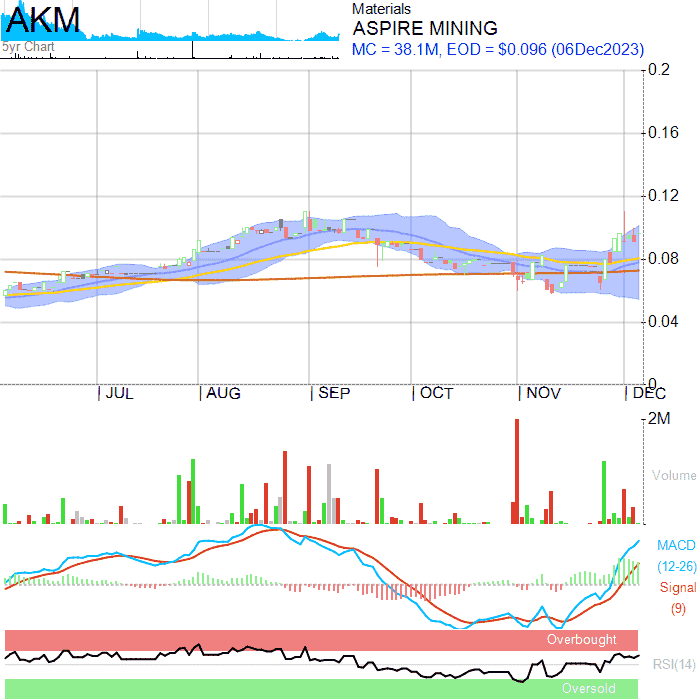 AKM
5yr Chart
Materials
ASPIRE MINING
MC = 38.1M, EOD = $0.096 (06Dec2023)
0.2
0.16
0.12
0.08
0.04
0
JUL AUG SEP OCT NOV DEC
2M
Volume
MACD
(12-26)
Signal
(9)
Overbought
RSI(14)
Oversold